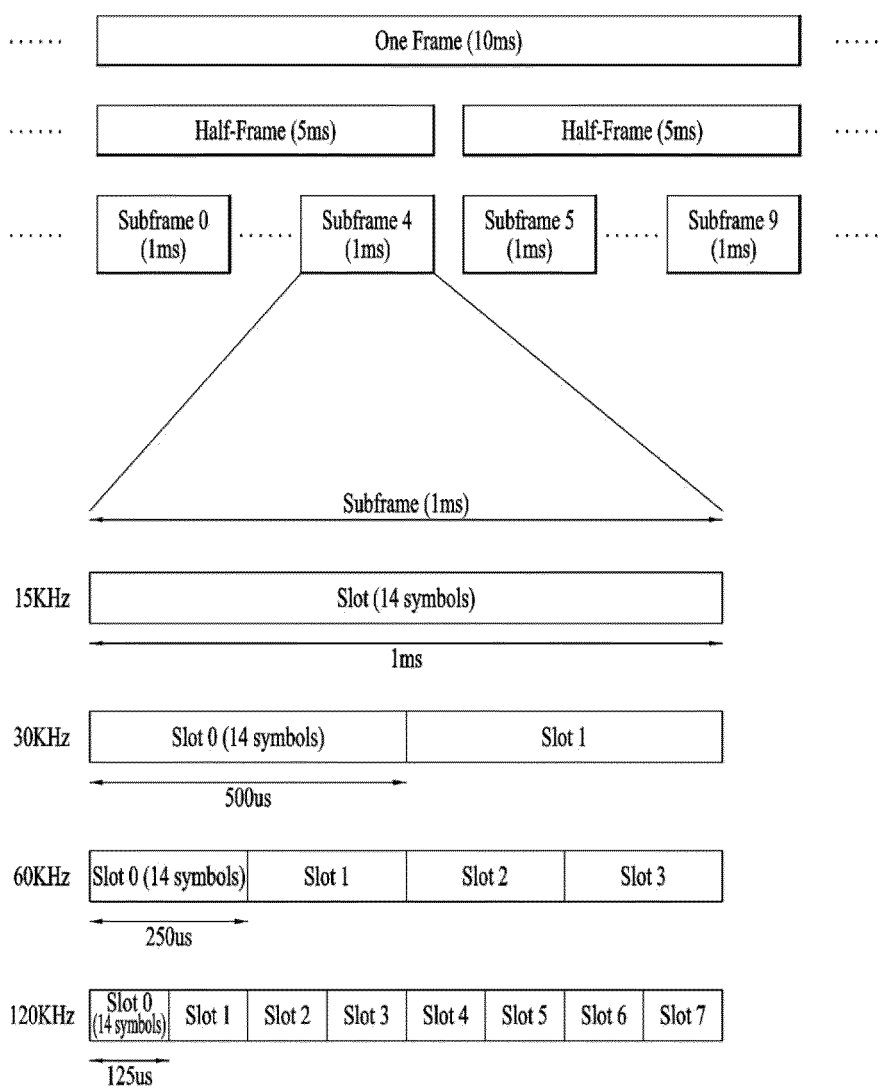 ...... One Frame (10ms) ......
...... Half-Frame (5ms) Half-Frame (5ms) ......
...... Subframe 0 ...... Subframe 4 Subframe 5 ...... Subframe 9 ......
(1ms) (1ms) (1ms) (1ms)
Subframe (1ms)
15KHz Slot (14 symbols)
1ms
30KHz Slot 0 (14 symbols) Slot 1
500us
60KHz Slot 0 (14 symbols) Slot 1 Slot 2 Slot 3
250us
120KHz Slot 0 (14 symbols) Slot 1 Slot 2 Slot 3 Slot 4 Slot 5 Slot 6 Slot 7
125us